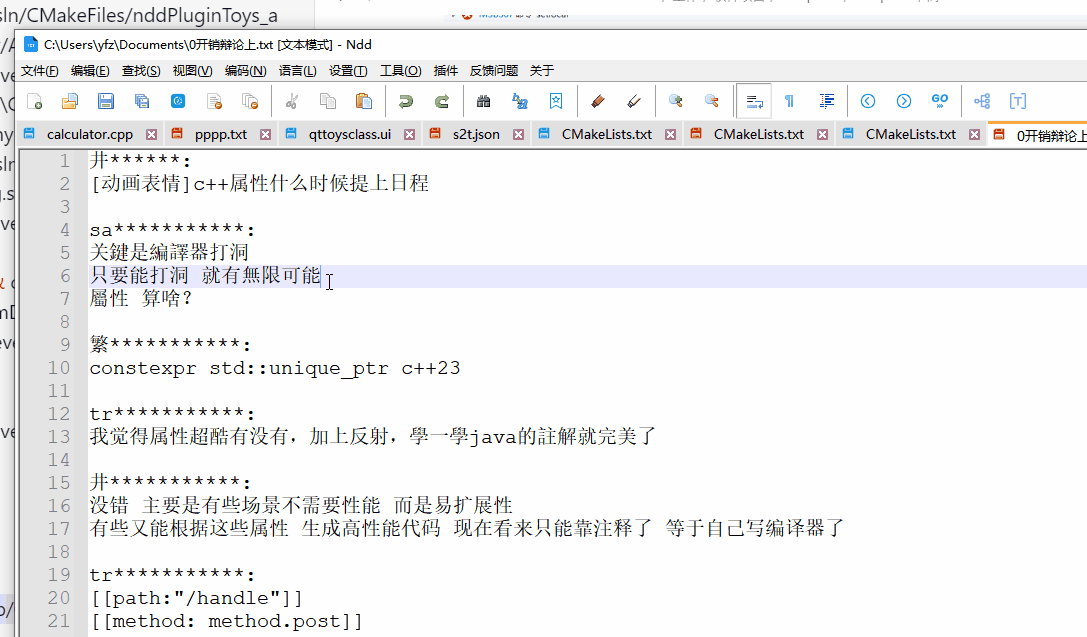 sln/CMakeFiles/nddPluginToys_a
C:\Users\yfz\Documents\0开销辩论上.txt [文本模式] - Ndd
文件(F) 编辑(E) 查找(S) 视图(V) 编码(N) 语言(L) 设置(T) 工具(O) 插件 反馈问题 关于
GO
calculator.cpp pppp.txt qttoysclass.ui s2t.json CMakeLists.txt CMakeLists.txt CMakeLists.txt 0开销辩论上
1 井******:
2 [动画表情]c++属性什么时候提上日程
3
4 sa***********:
5 关鍵是編譯器打洞
6 只要能打洞 就有無限可能
7 屬性 算啥?
8
9 繁***********:
10 constexpr std::unique_ptr c++23
11
12 tr***********:
13 我觉得属性超酷有没有，加上反射，學一學java的註解就完美了
14
15 井***********:
16 没错 主要是有些场景不需要性能 而是易扩展性
17 有些又能根据这些属性 生成高性能代码 现在看来只能靠注释了 等于自己写编译器了
18
19 tr***********:
20 [[path:"/handle"]]
21 [[method: method.post]]